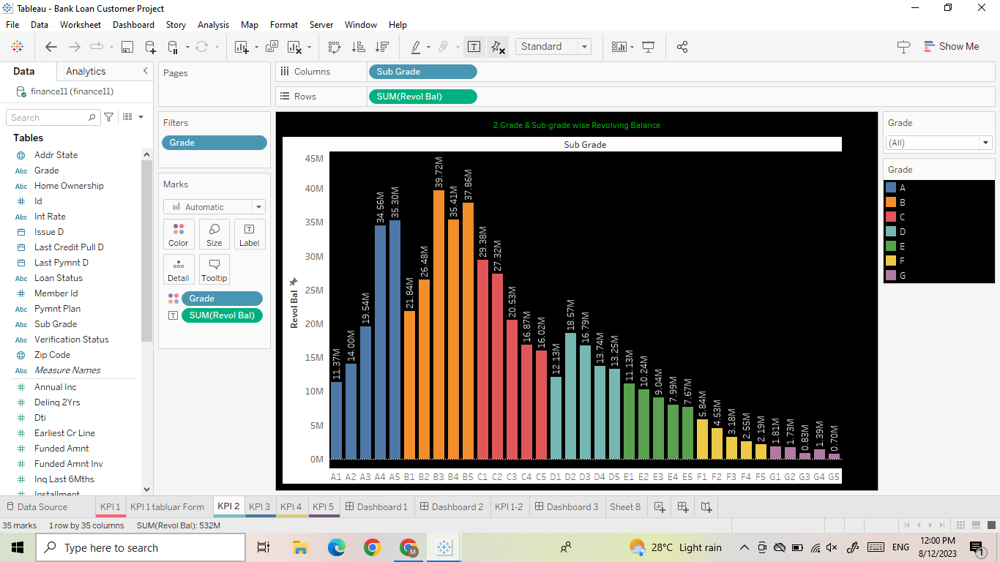 Tableau - Bank Loan Customer Project
File Data Worksheet Dashboard Story Analysis Map Format Server Window Help
Standard
Show Me
Data Analytics
finance11 (finance11)
Search
Tables
Addr State
Abc Grade
Abc Home Ownership
Id
Abc Int Rate
Issue D
Last Credit Pull D
Last Pymnt D
Abc Loan Status
Member Id
Abc Pymnt Plan
Abc Sub Grade
Abc Verification Status
Zip Code
Abc Measure Names
Annual Inc
Delinq 2Yrs
Dti
Earliest Cr Line
Funded Amnt
Funded Amnt Inv
Inq Last 6Mths
Installment
Pages
Filters
Grade
Marks
Automatic
Color Size Label
Detail Tooltip
Grade
SUM(Revol Bal)
Columns Sub Grade
Rows SUM(Revol Bal)
2.Grade & Sub-grade wise Revolving Balance
Sub Grade
Revol Bal
45M
40M
35M
30M
25M
20M
15M
10M
5M
0M
11.37M 14.00M 19.54M 34.56M 35.30M 21.84M 26.48M 39.72M 35.41M 37.86M 29.38M 27.32M 20.53M 16.87M 16.02M 12.13M 18.57M 16.79M 13.74M 13.25M 11.13M 10.24M 9.04M 7.99M 7.67M 5.84M 4.53M 3.18M 2.55M 2.19M 1.81M 1.73M 0.83M 1.39M 0.70M
A1 A2 A3 A4 A5 B1 B2 B3 B4 B5 C1 C2 C3 C4 C5 D1 D2 D3 D4 D5 E1 E2 E3 E4 E5 F1 F2 F3 F4 F5 G1 G2 G3 G4 G5
Grade
(All)
Grade
A
B
C
D
E
F
G
Data Source KPI 1 KPI 1 tabluar Form KPI 2 KPI 3 KPI 4 KPI 5 Dashboard 1 Dashboard 2 KPI 1-2 Dashboard 3 Sheet 8
35 marks 1 row by 35 columns SUM(Revol Bal): 532M
Type here to search
M
28°C Light rain
ENG
12:00 PM
8/12/2023
1